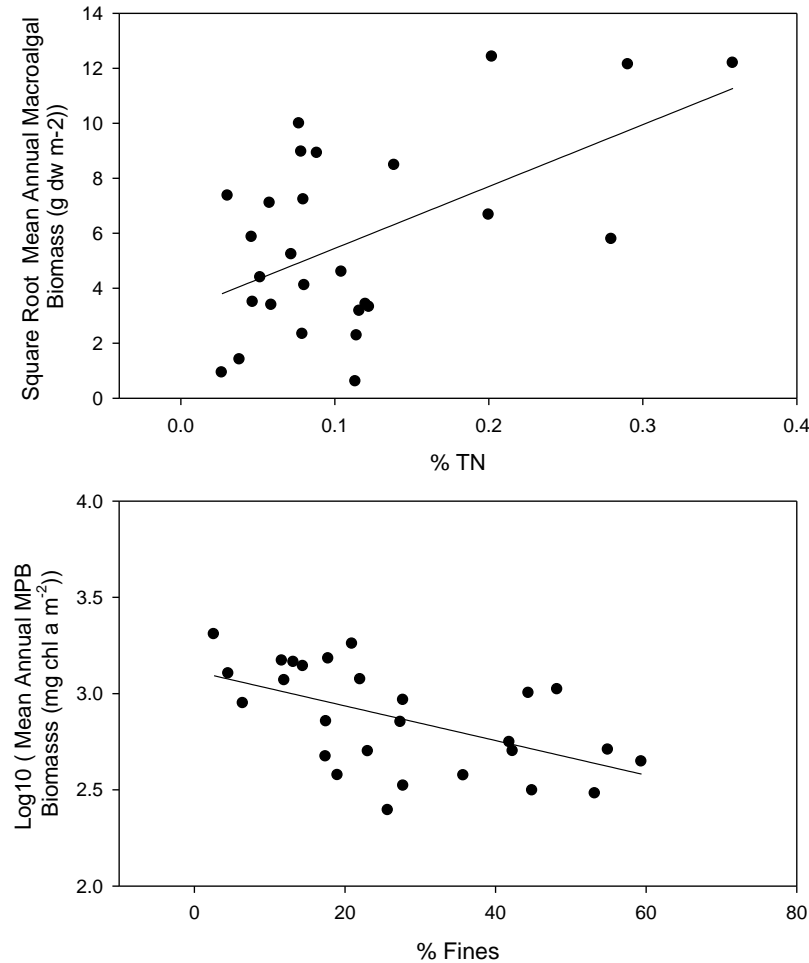 14
12
10
8
6
4
2
0
Square Root Mean Annual Macroalgal
Biomass (g dw m-2))
0.0 0.1 0.2 0.3 0.4
% TN
4.0
3.5
3.0
2.5
2.0
Log10 ( Mean Annual MPB
Biomasss (mg chl a m-2))
0 20 40 60 80
% Fines